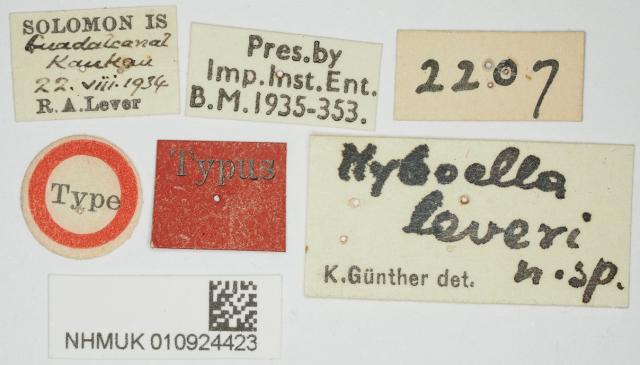 SOLOMON IS
Guadalcanal
Kaukau
22. viii. 1934
R. A. Lever
Pres. by
Imp. Inst. Ent.
B.M. 1935-353.
2207
Type
Typus
Hyboella
leveri
n. sp.
K. Günther det.
NHMUK 010924423